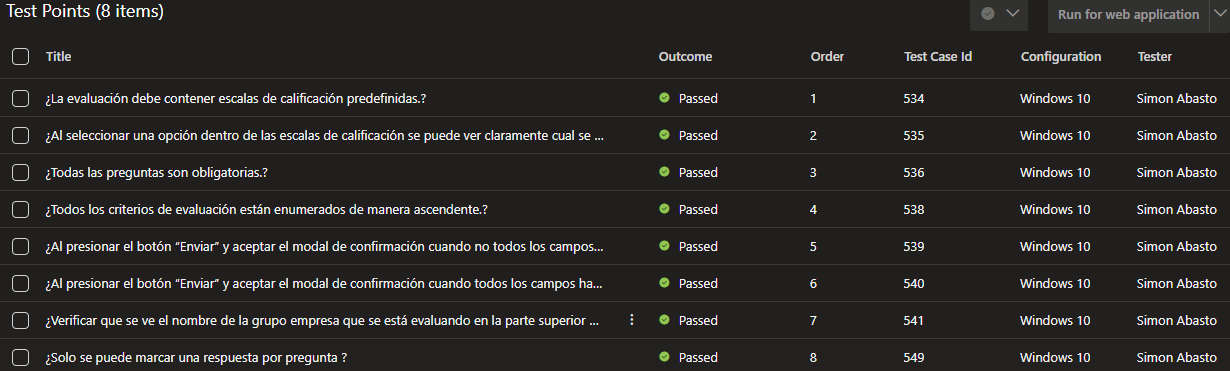 Test Points (8 items)
Run for web application
Title Outcome Order Test Case Id Configuration Tester
¿La evaluación debe contener escalas de calificación predefinidas.? Passed 1 534 Windows 10 Simon Abasto
¿Al seleccionar una opción dentro de las escalas de calificación se puede ver claramente cual se ... Passed 2 535 Windows 10 Simon Abasto
¿Todas las preguntas son obligatorias.? Passed 3 536 Windows 10 Simon Abasto
¿Todos los criterios de evaluación están enumerados de manera ascendente.? Passed 4 538 Windows 10 Simon Abasto
¿Al presionar el botón “Enviar” y aceptar el modal de confirmación cuando no todos los campos... Passed 5 539 Windows 10 Simon Abasto
¿Al presionar el botón “Enviar” y aceptar el modal de confirmación cuando todos los campos ha... Passed 6 540 Windows 10 Simon Abasto
¿Verificar que se ve el nombre de la grupo empresa que se está evaluando en la parte superior ... Passed 7 541 Windows 10 Simon Abasto
¿Solo se puede marcar una respuesta por pregunta ? Passed 8 549 Windows 10 Simon Abasto